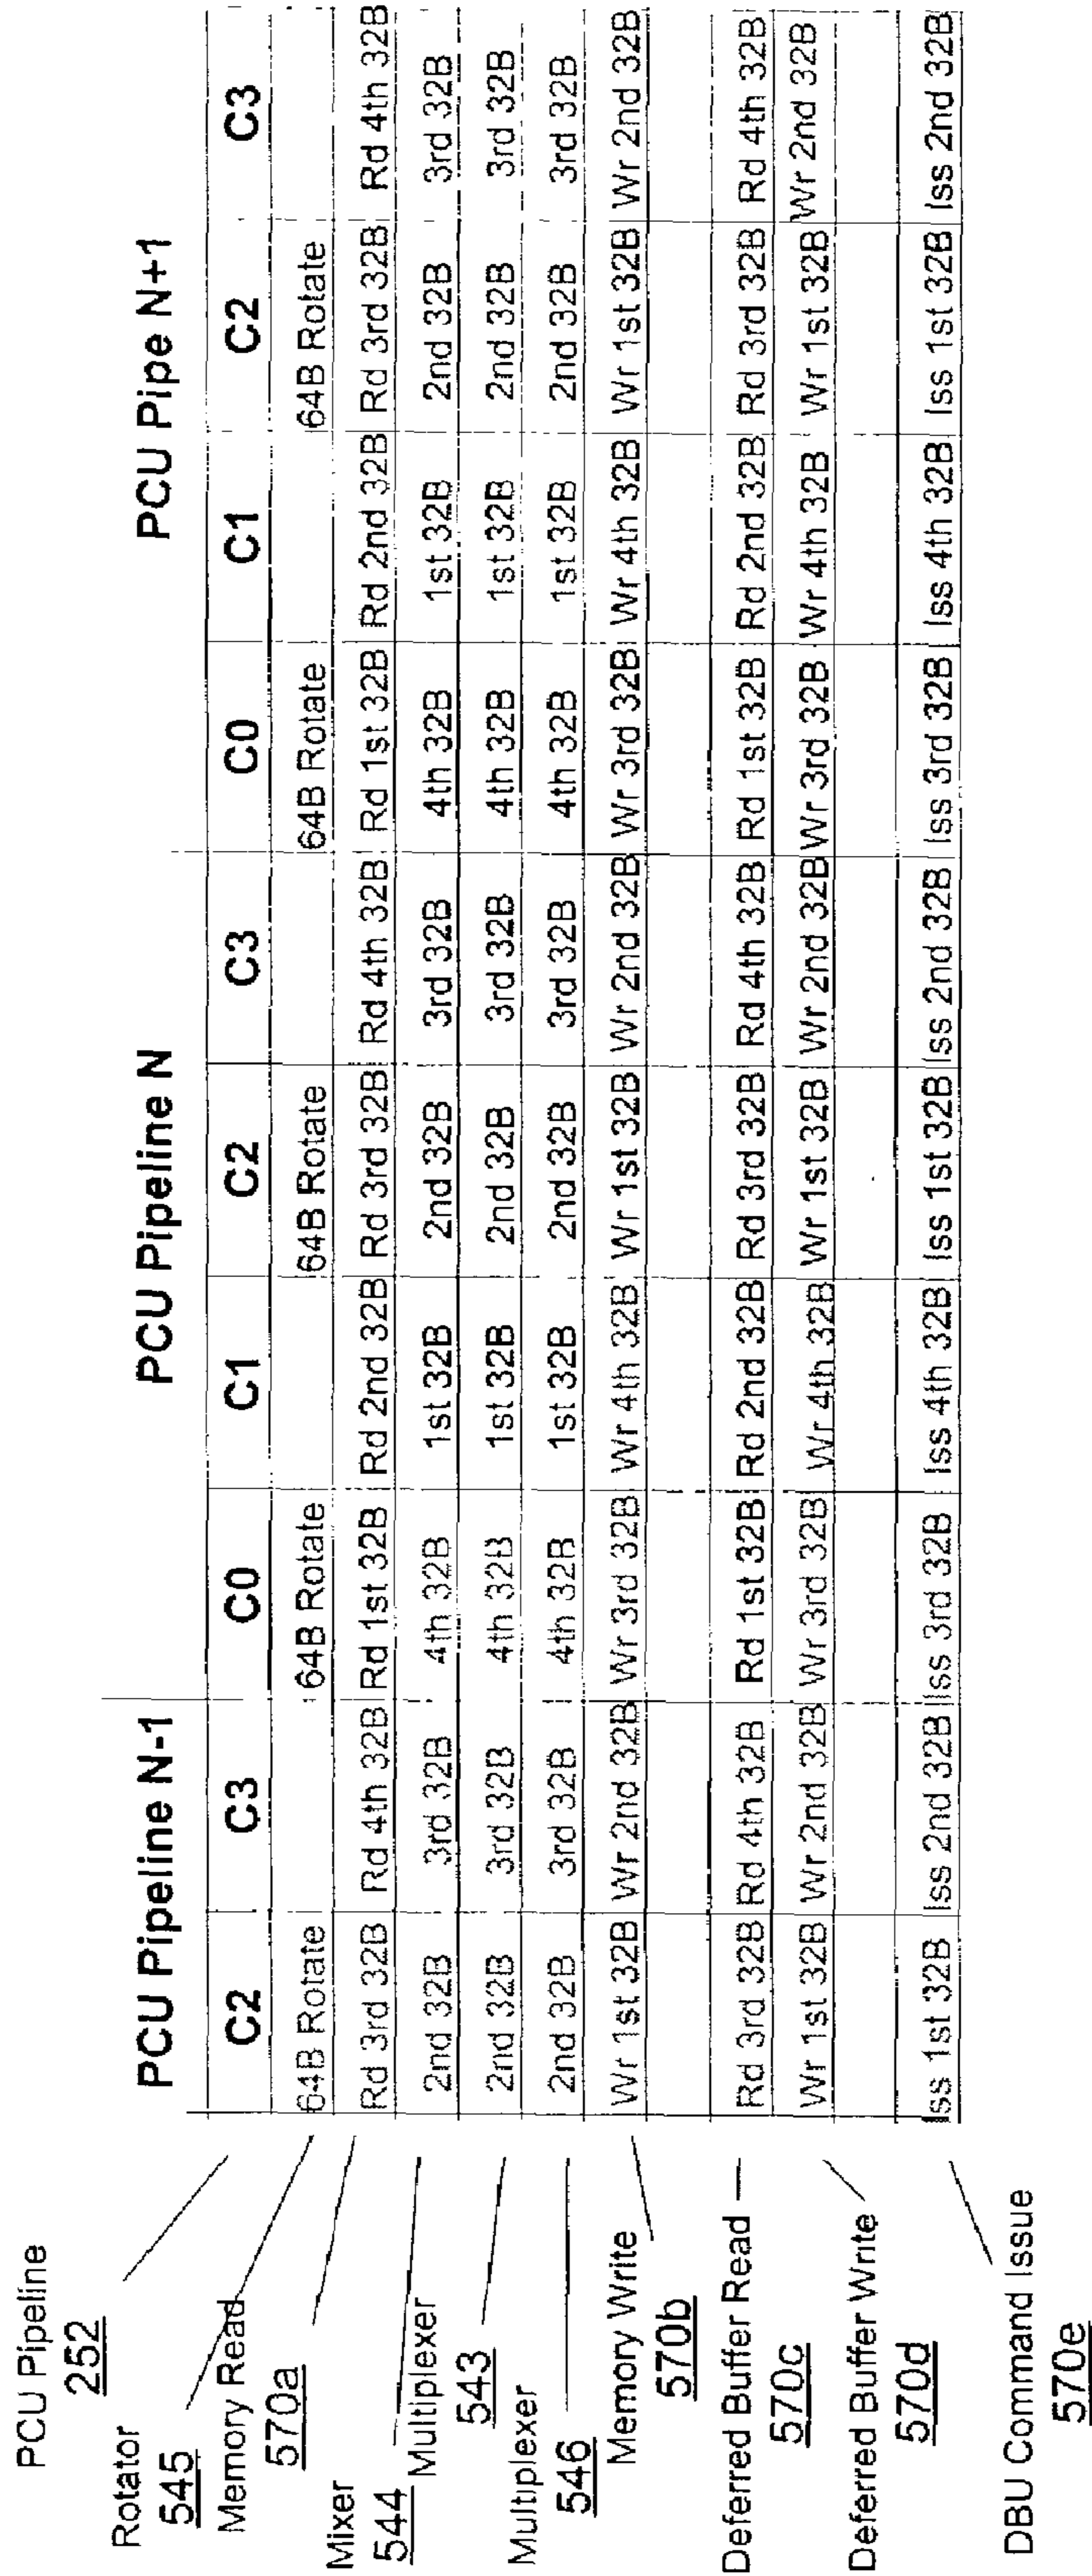 PCU Pipeline N-1 PCU Pipeline N PCU Pipe N+1
PCU Pipeline 252 C2 C3 C0 C1 C2 C3 C0 C1 C2 C3
Rotator 545 64B Rotate 64B Rotate 64B Rotate 64B Rotate 64B Rotate
Memory Read 570a Rd 3rd 32B Rd 4th 32B Rd 1st 32B Rd 2nd 32B Rd 3rd 32B Rd 4th 32B Rd 1st 32B Rd 2nd 32B Rd 3rd 32B Rd 4th 32B
Mixer 544 2nd 32B 3rd 32B 4th 32B 1st 32B 2nd 32B 3rd 32B 4th 32B 1st 32B 2nd 32B 3rd 32B
Multiplexer 543 2nd 32B 3rd 32B 4th 32B 1st 32B 2nd 32B 3rd 32B 4th 32B 1st 32B 2nd 32B 3rd 32B
Multiplexer 546 2nd 32B 3rd 32B 4th 32B 1st 32B 2nd 32B 3rd 32B 4th 32B 1st 32B 2nd 32B 3rd 32B
Memory Write 570b Wr 1st 32B Wr 2nd 32B Wr 3rd 32B Wr 4th 32B Wr 1st 32B Wr 2nd 32B Wr 3rd 32B Wr 4th 32B Wr 1st 32B Wr 2nd 32B
Deferred Buffer Read 570c Rd 3rd 32B Rd 4th 32B Rd 1st 32B Rd 2nd 32B Rd 3rd 32B Rd 4th 32B Rd 1st 32B Rd 2nd 32B Rd 3rd 32B Rd 4th 32B
Deferred Buffer Write 570d Wr 1st 32B Wr 2nd 32B Wr 3rd 32B Wr 4th 32B Wr 1st 32B Wr 2nd 32B Wr 3rd 32B Wr 4th 32B Wr 1st 32B Wr 2nd 32B
DBU Command Issue 570e Iss 1st 32B Iss 2nd 32B Iss 3rd 32B Iss 4th 32B Iss 1st 32B Iss 2nd 32B Iss 3rd 32B Iss 4th 32B Iss 1st 32B Iss 2nd 32B